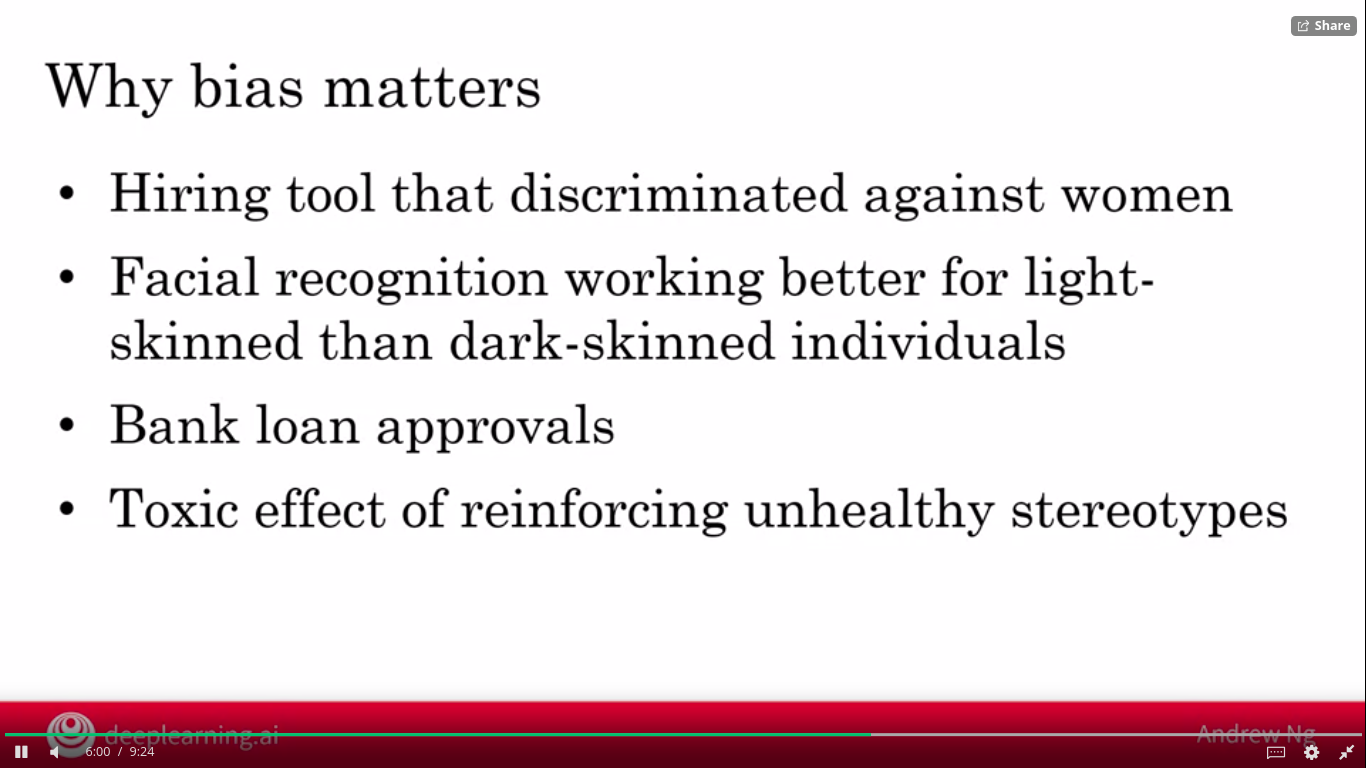 Share
Why bias matters
• Hiring tool that discriminated against women
• Facial recognition working better for light-
skinned than dark-skinned individuals
• Bank loan approvals
• Toxic effect of reinforcing unhealthy stereotypes
deeplearning.ai
Andrew Ng
6:00 / 9:24